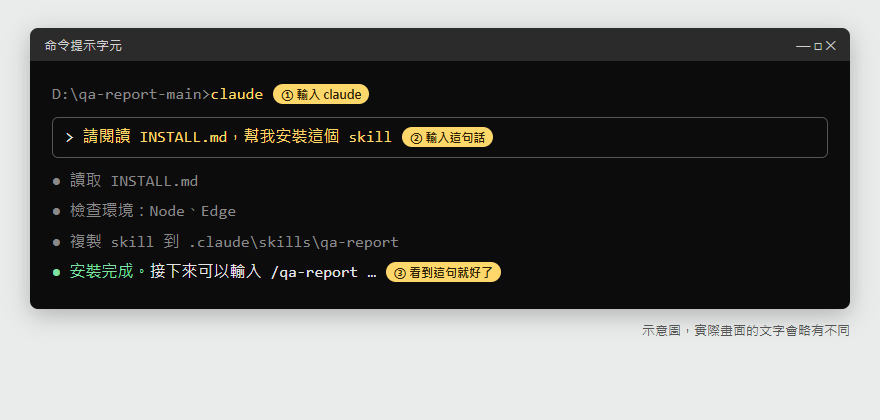 命令提示字元
D:\qa-report-main>claude ① 輸入 claude
> 請閱讀 INSTALL.md，幫我安裝這個 skill ② 輸入這句話
● 讀取 INSTALL.md
● 檢查環境：Node、Edge
● 複製 skill 到 .claude\skills\qa-report
● 安裝完成。接下來可以輸入 /qa-report … ③ 看到這句就好了
示意圖，實際畫面的文字會略有不同